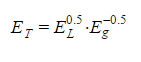 E_T = E_L^0.5 · E_g^-0.5